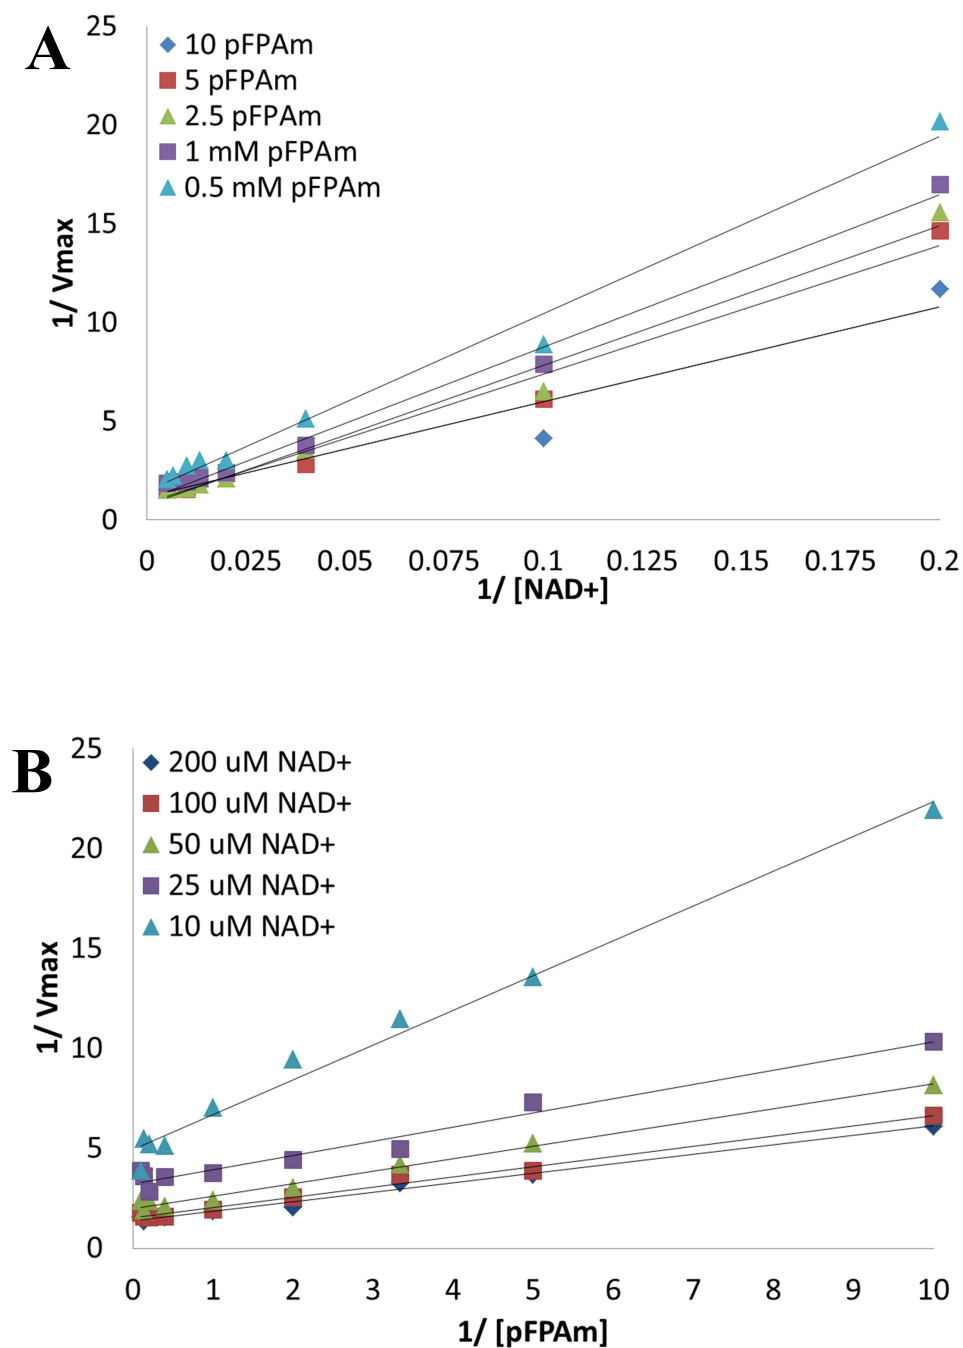 A
25
20
15
10
5
0
1/ Vmax
10 pFPAm
5 pFPAm
2.5 pFPAm
1 mM pFPAm
0.5 mM pFPAm
0 0.025 0.05 0.075 0.1 0.125 0.15 0.175 0.2
1/ [NAD+]
B
25
20
15
10
5
0
1/ Vmax
200 uM NAD+
100 uM NAD+
50 uM NAD+
25 uM NAD+
10 uM NAD+
0 1 2 3 4 5 6 7 8 9 10
1/ [pFPAm]